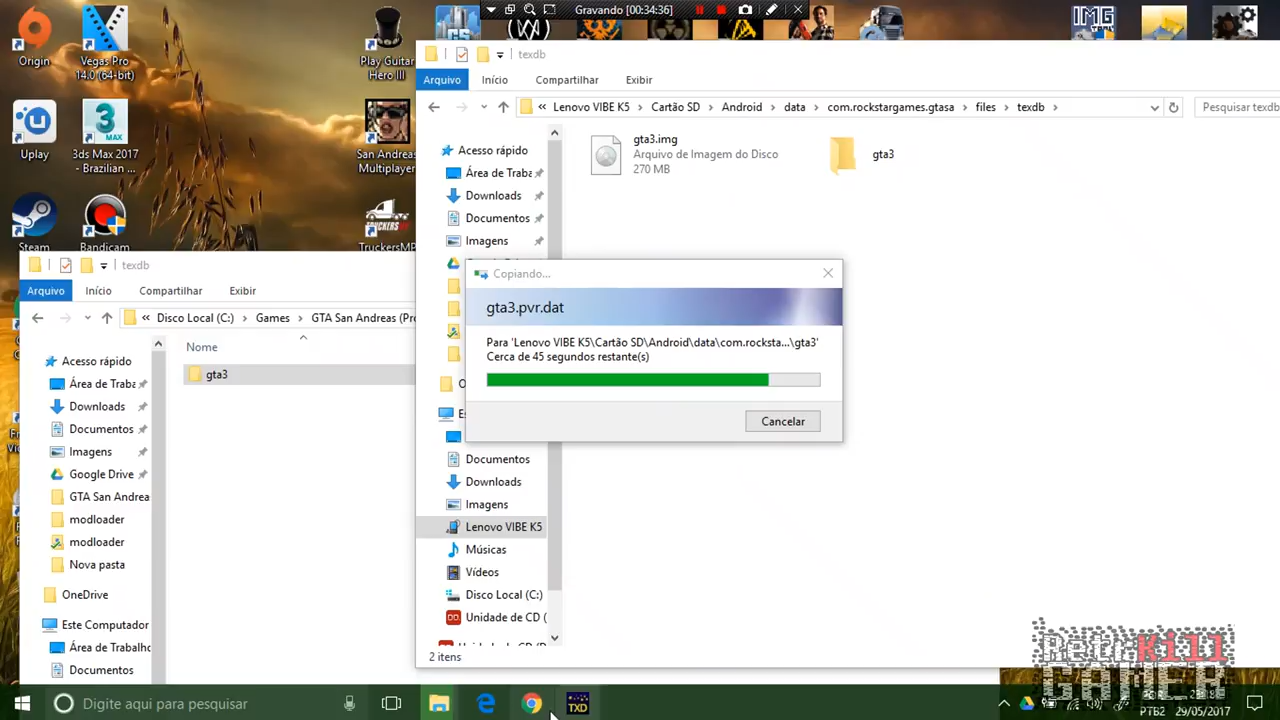 Gravando [00:34:36]
Origin
Vegas Pro
14.0 (64-bit)
Play Guitar
Hero III
Uplay
3ds Max 2017
- Brazilian ...
San Andreas
Multiplayer
Steam
Bandicam
TruckersMP
IMG
texdb
Arquivo
Início
Compartilhar
Exibir
« Lenovo VIBE K5 > Cartão SD > Android > data > com.rockstargames.gtasa > files > texdb >
Pesquisar texdb
gta3.img
Arquivo de Imagem do Disco
270 MB
gta3
Acesso rápido
Área de Traba
Downloads
Documentos
Imagens
Documentos
Downloads
Imagens
Lenovo VIBE K5
Músicas
Vídeos
Disco Local (C:)
Unidade de CD (
2 itens
Copiando...
gta3.pvr.dat
Para 'Lenovo VIBE K5\Cartão SD\Android\data\com.rocksta...\gta3'
Cerca de 45 segundos restante(s)
Cancelar
texdb
Arquivo
Início
Compartilhar
Exibir
Disco Local (C:) > Games > GTA San Andreas (Pro
Nome
gta3
Acesso rápido
Área de Traba
Downloads
Documentos
Imagens
Google Drive
GTA San Andreas
modloader
modloader
Nova pasta
OneDrive
Este Computador
Área de Trabalho
Documentos
Digite aqui para pesquisar
TXD
PTB2
29/05/2017
GAMER